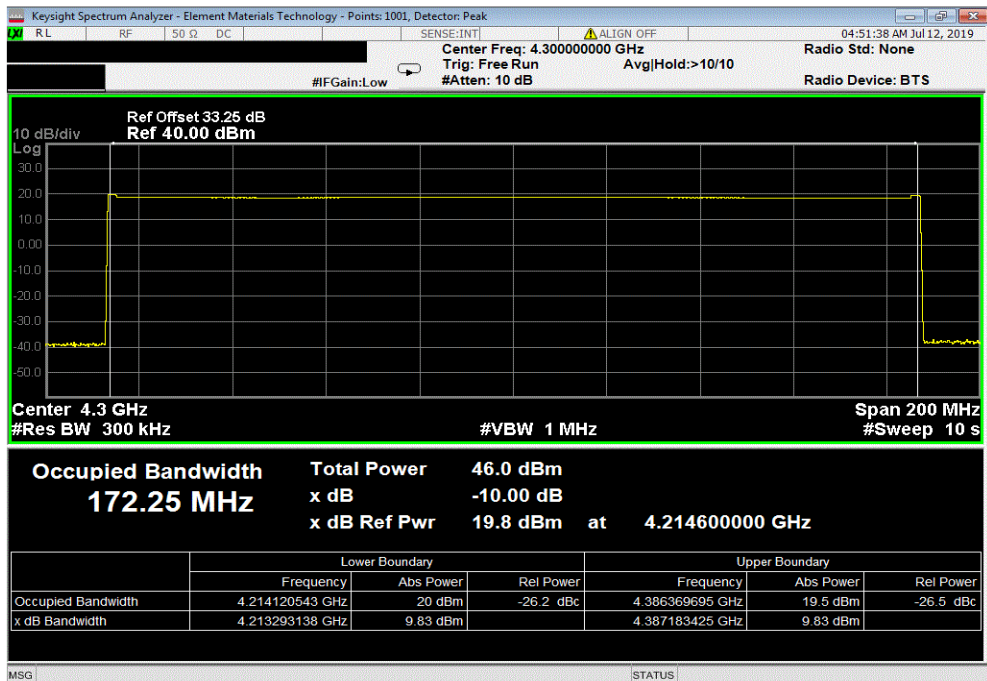 Keysight Spectrum Analyzer - Element Materials Technology - Points: 1001, Detector: Peak
LXI RL RF 50 Ω DC SENSE:INT ALIGN OFF 04:51:38 AM Jul 12, 2019
Center Freq: 4.300000000 GHz Radio Std: None
Trig: Free Run Avg|Hold:>10/10
#IFGain:Low #Atten: 10 dB Radio Device: BTS
Ref Offset 33.25 dB
10 dB/div Ref 40.00 dBm
Log
30.0
20.0
10.0
0.00
-10.0
-20.0
-30.0
-40.0
-50.0
Center 4.3 GHz Span 200 MHz
#Res BW 300 kHz #VBW 1 MHz #Sweep 10 s
Occupied Bandwidth Total Power 46.0 dBm
172.25 MHz x dB -10.00 dB
x dB Ref Pwr 19.8 dBm at 4.214600000 GHz
Lower Boundary Upper Boundary
Frequency Abs Power Rel Power Frequency Abs Power Rel Power
Occupied Bandwidth 4.214120543 GHz 20 dBm -26.2 dBc 4.386369695 GHz 19.5 dBm -26.5 dBc
x dB Bandwidth 4.213293138 GHz 9.83 dBm 4.387183425 GHz 9.83 dBm
MSG STATUS